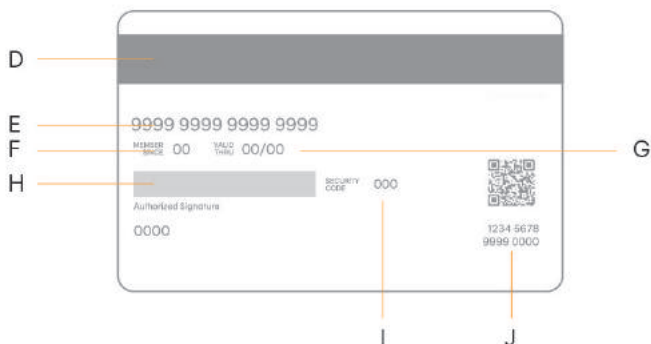 D
E 9999 9999 9999 9999
F MEMBER SINCE 00 VALID THRU 00/00 G
H SECURITY CODE 000
Authorized Signature
0000 1234 5678
9999 0000
I J